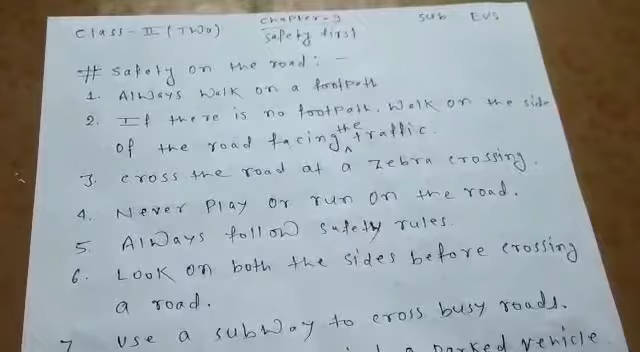 Class - II (Two) chapter - 9 sub EVS
safety first
# safety on the road : -
1. Always walk on a footpath
2. If there is no footpath, walk on the side
of the road facing the traffic.
3. cross the road at a zebra crossing.
4. Never play or run on the road.
5. Always follow safety rules.
6. Look on both the sides before crossing
a road.
7 Use a subway to cross busy roads.
a parked vehicle